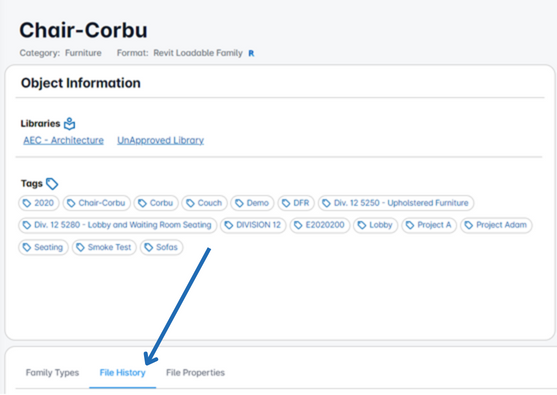 Chair-Corbu
Category: Furniture Format: Revit Loadable Family R
Object Information
Libraries
AEC - Architecture UnApproved Library
Tags
2020 Chair-Corbu Corbu Couch Demo DFR Div. 12 5250 - Upholstered Furniture
Div. 12 5280 - Lobby and Waiting Room Seating DIVISION 12 E2020200 Lobby Project A Project Adam
Seating Smoke Test Sofas
Family Types File History File Properties